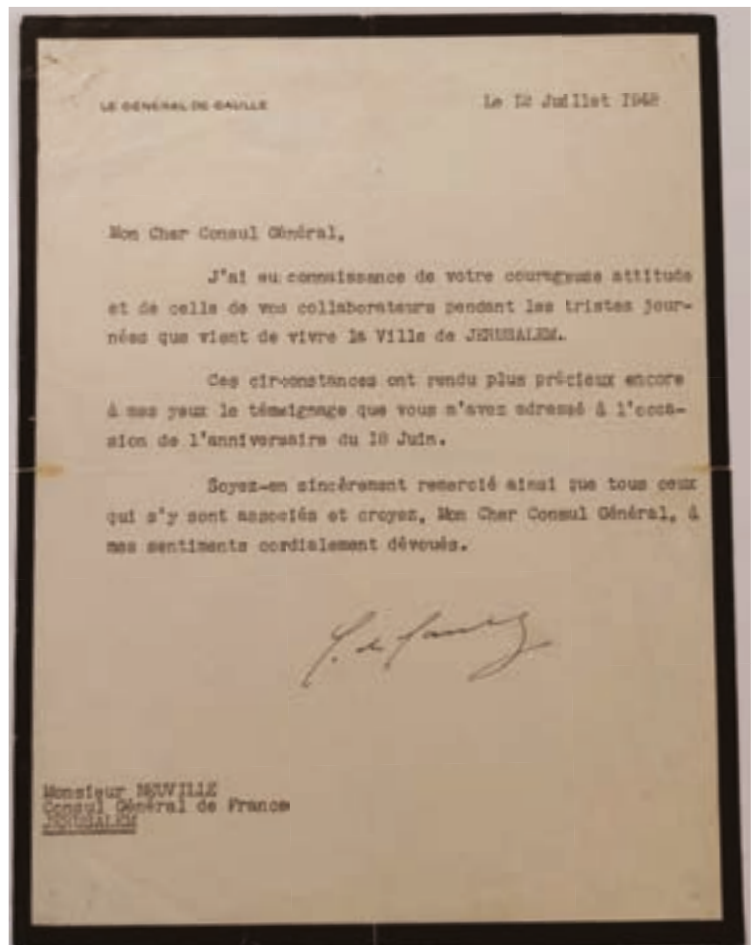 LE GÉNÉRAL DE GAULLE
Le 12 Juillet 1948
Mon Cher Consul Général,
J'ai eu connaissance de votre courageuse attitude
et de celle de vos collaborateurs pendant les tristes jour-
nées que vient de vivre la Ville de JERUSALEM.
Ces circonstances ont rendu plus précieux encore
à mes yeux le témoignage que vous m'avez adressé à l'occa-
sion de l'anniversaire du 18 Juin.
Soyez-en sincèrement remercié ainsi que tous ceux
qui s'y sont associés et croyez, Mon Cher Consul Général, à
mes sentiments cordialement dévoués.
C. de Gaulle
Monsieur NEUVILLE
Consul Général de France
JERUSALEM